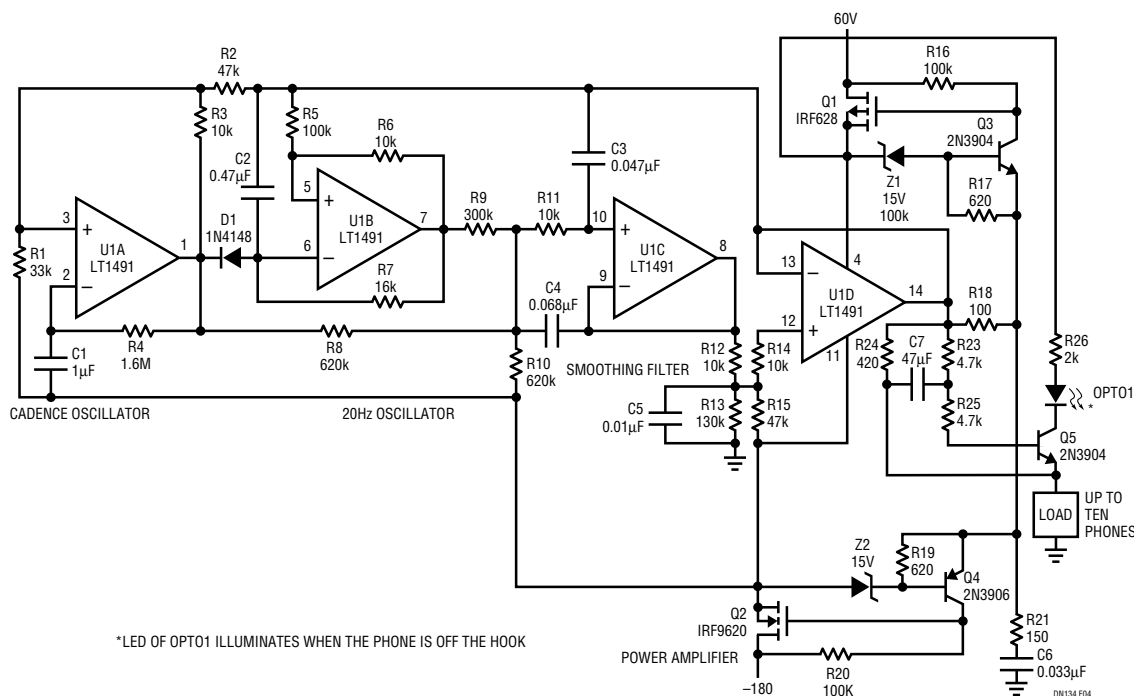 60V
R2
47k
R16
100k
R3
10k
R5
100k
R6
10k
Q1
IRF628
Q3
2N3904
C2
0.47µF
C3
0.047µF
Z1
15V
100k
R17
620
3
+
2
−
U1A
LT1491
1
R1
33k
D1
1N4148
5
+
6
−
U1B
LT1491
7
R9
300k
R11
10k
10
+
9
−
U1C
LT1491
8
4
13
−
12
+
11
U1D
LT1491
14
R18
100
R7
16k
C4
0.068µF
R4
1.6M
R8
620k
C1
1µF
R10
620k
R12
10k
R14
10k
R24
420
C7
47µF
R23
4.7k
R26
2k
SMOOTHING FILTER
OPTO1
*
C5
0.01µF
R13
130k
R15
47k
R25
4.7k
Q5
2N3904
CADENCE OSCILLATOR
20Hz OSCILLATOR
LOAD
UP TO
TEN
PHONES
Z2
15V
R19
620
Q4
2N3906
Q2
IRF9620
R21
150
*LED OF OPTO1 ILLUMINATES WHEN THE PHONE IS OFF THE HOOK
POWER AMPLIFIER
R20
100K
C6
0.033µF
–180
DN134 F04